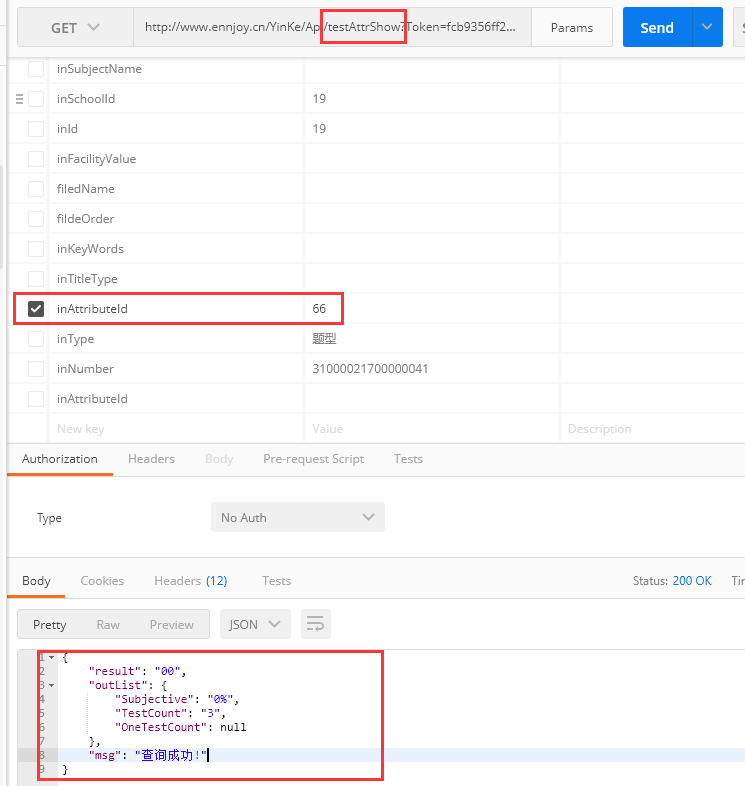 GET http://www.ennjoy.cn/YinKe/Ap/testAttrShow?Token=fcb9356ff2... Params Send
inSubjectName
inSchoolId 19
inId 19
inFacilityValue
filedName
fildeOrder
inKeyWords
inTitleType
inAttributeId 66
inType 题型
inNumber 31000021700000041
inAttributeId
New key Value Description
Authorization Headers Body Pre-request Script Tests
Type No Auth
Body Cookies Headers (12) Tests Status: 200 OK
Pretty Raw Preview JSON
1 {
2 "result": "00",
3 "outList": {
4 "Subjective": "0%",
5 "TestCount": "3",
6 "OneTestCount": null
7 },
8 "msg": "查询成功!"
9 }